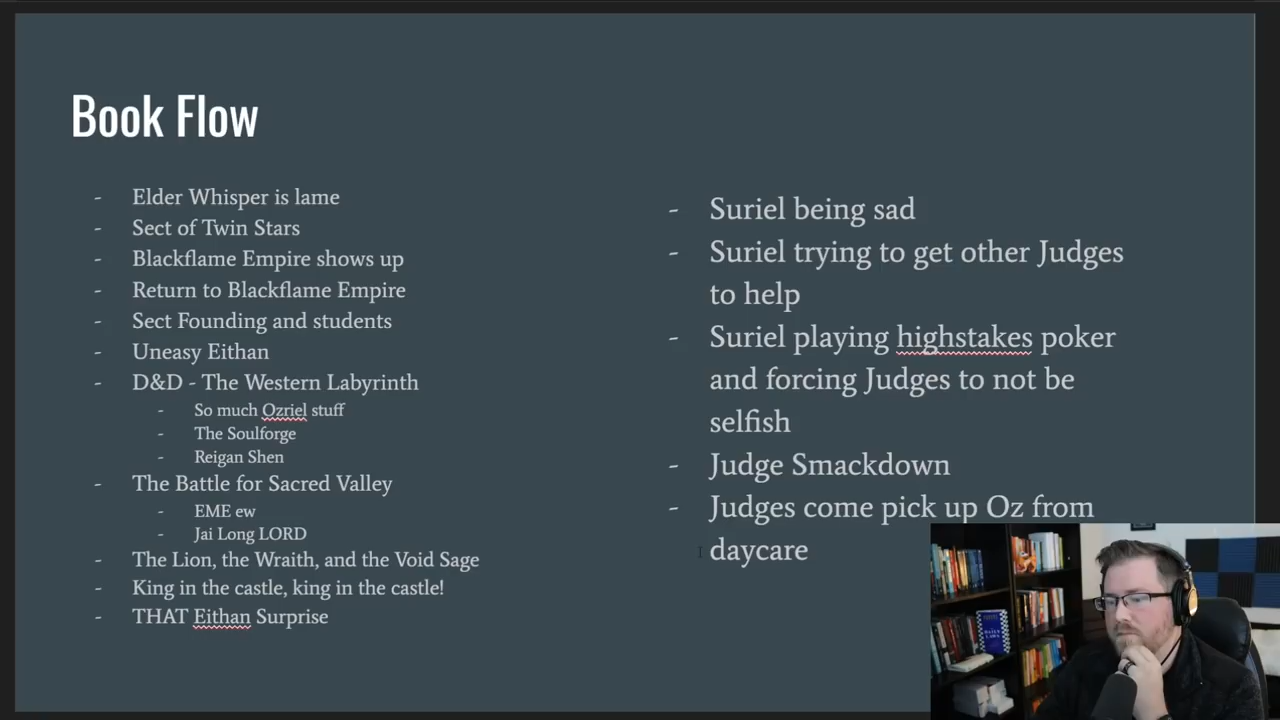 Book Flow
- Elder Whisper is lame
- Sect of Twin Stars
- Blackflame Empire shows up
- Return to Blackflame Empire
- Sect Founding and students
- Uneasy Eithan
- D&D - The Western Labyrinth
- So much Ozriel stuff
- The Soulforge
- Reigan Shen
- The Battle for Sacred Valley
- EME ew
- Jai Long LORD
- The Lion, the Wraith, and the Void Sage
- King in the castle, king in the castle!
- THAT Eithan Surprise
- Suriel being sad
- Suriel trying to get other Judges
to help
- Suriel playing highstakes poker
and forcing Judges to not be
selfish
- Judge Smackdown
- Judges come pick up Oz from
daycare